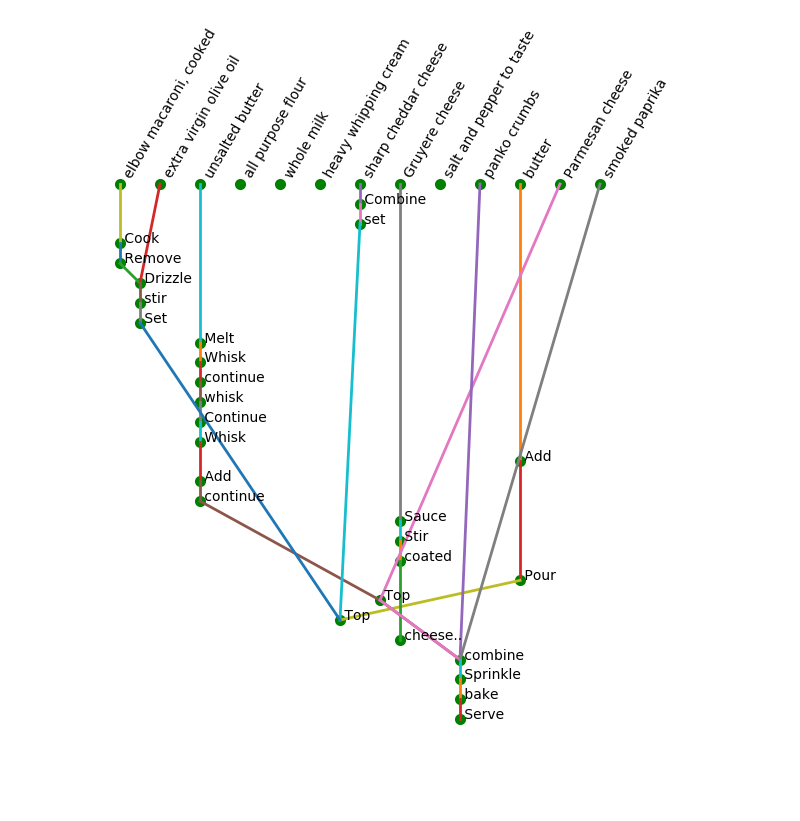 elbow macaroni, cooked
extra virgin olive oil
unsalted butter
all purpose flour
whole milk
heavy whipping cream
sharp cheddar cheese
Gruyere cheese
salt and pepper to taste
panko crumbs
butter
Parmesan cheese
smoked paprika
Combine
set
Cook
Remove
Drizzle
stir
Set
Melt
Whisk
continue
whisk
Continue
Whisk
Add
Add
continue
Sauce
Stir
coated
Pour
Top
Top
cheese..
combine
Sprinkle
bake
Serve